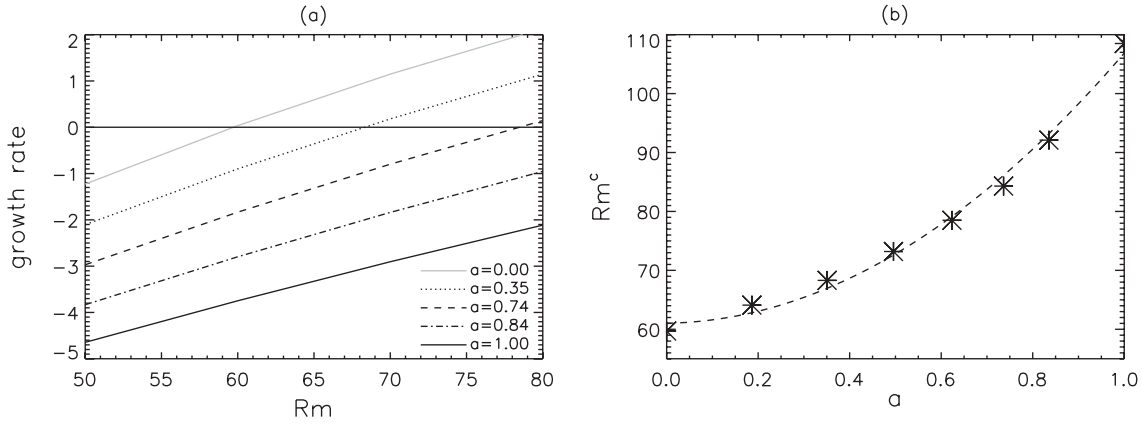 (a)
2
1
0
−1
−2
−3
−4
−5
growth rate
50 55 60 65 70 75 80
Rm
a=0.00
a=0.35
a=0.74
a=0.84
a=1.00
(b)
110
100
90
80
70
60
Rmᶜ
0.0 0.2 0.4 0.6 0.8 1.0
a